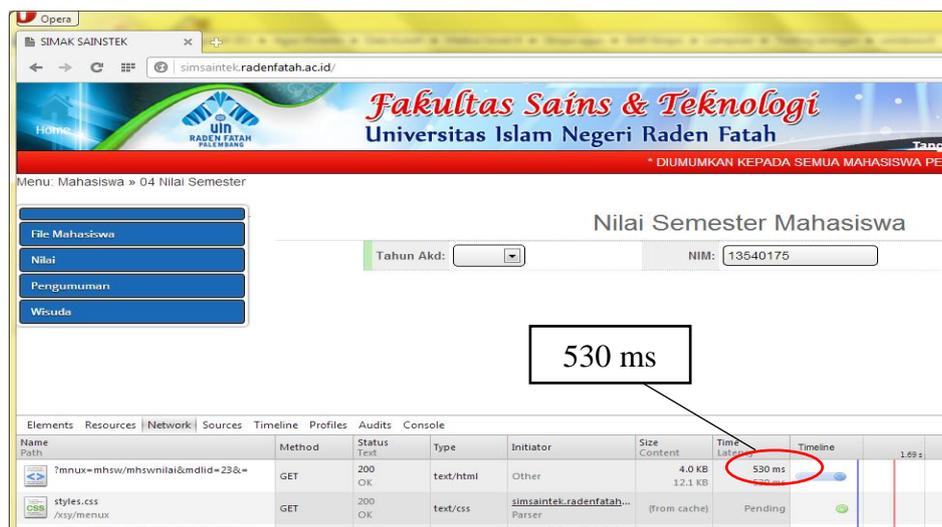 Opera
SIMAK SAINSTEK
simsaintek.radenfatah.ac.id/
Home
uin
RADEN FATAH
PALEMBANG
Fakultas Sains & Teknologi
Universitas Islam Negeri Raden Fatah
* DIUMUMKAN KEPADA SEMUA MAHASISWA PE
Menu: Mahasiswa » 04 Nilai Semester
File Mahasiswa
Nilai
Pengumuman
Wisuda
Nilai Semester Mahasiswa
Tahun Akd:
NIM: 13540175
530 ms
Elements Resources Network Sources Timeline Profiles Audits Console
Name Method Status Type Initiator Size Time Timeline
Path Text Content Latency 1.69 s
?mnux=mhsw/mhswnilai&mdlid=23&= GET 200 text/html Other 4.0 KB 530 ms
OK 12.1 KB 530 ms
styles.css GET 200 text/css simsaintek.radenfatah... (from cache) Pending
/xsy/menux OK Parser